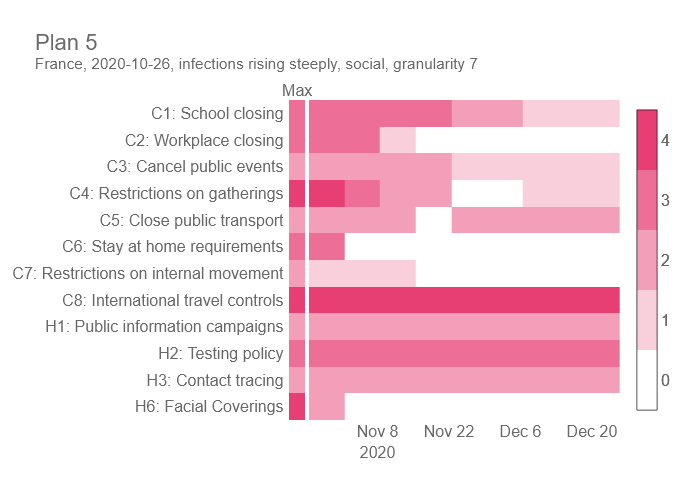 Plan 5
France, 2020-10-26, infections rising steeply, social, granularity 7
Max
C1: School closing
C2: Workplace closing
C3: Cancel public events
C4: Restrictions on gatherings
C5: Close public transport
C6: Stay at home requirements
C7: Restrictions on internal movement
C8: International travel controls
H1: Public information campaigns
H2: Testing policy
H3: Contact tracing
H6: Facial Coverings
4
3
2
1
0
Nov 8
2020
Nov 22
Dec 6
Dec 20